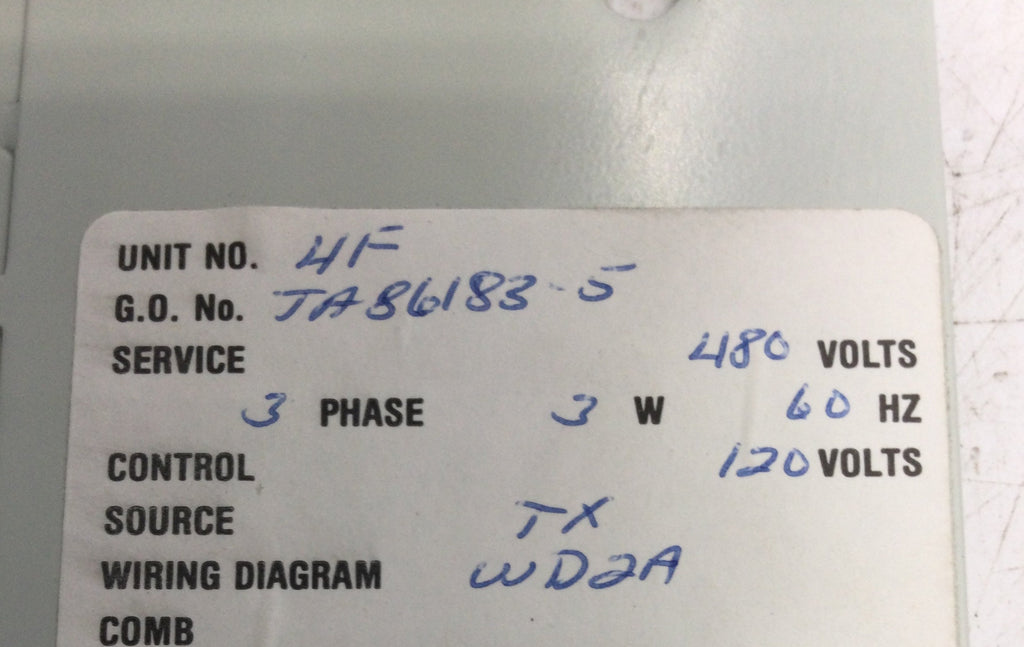 UNIT NO. 4F
G.O. No. JA86183-5
SERVICE 480 VOLTS
3 PHASE 3 W 60 HZ
CONTROL 120 VOLTS
SOURCE TX
WIRING DIAGRAM WD2A
COMB